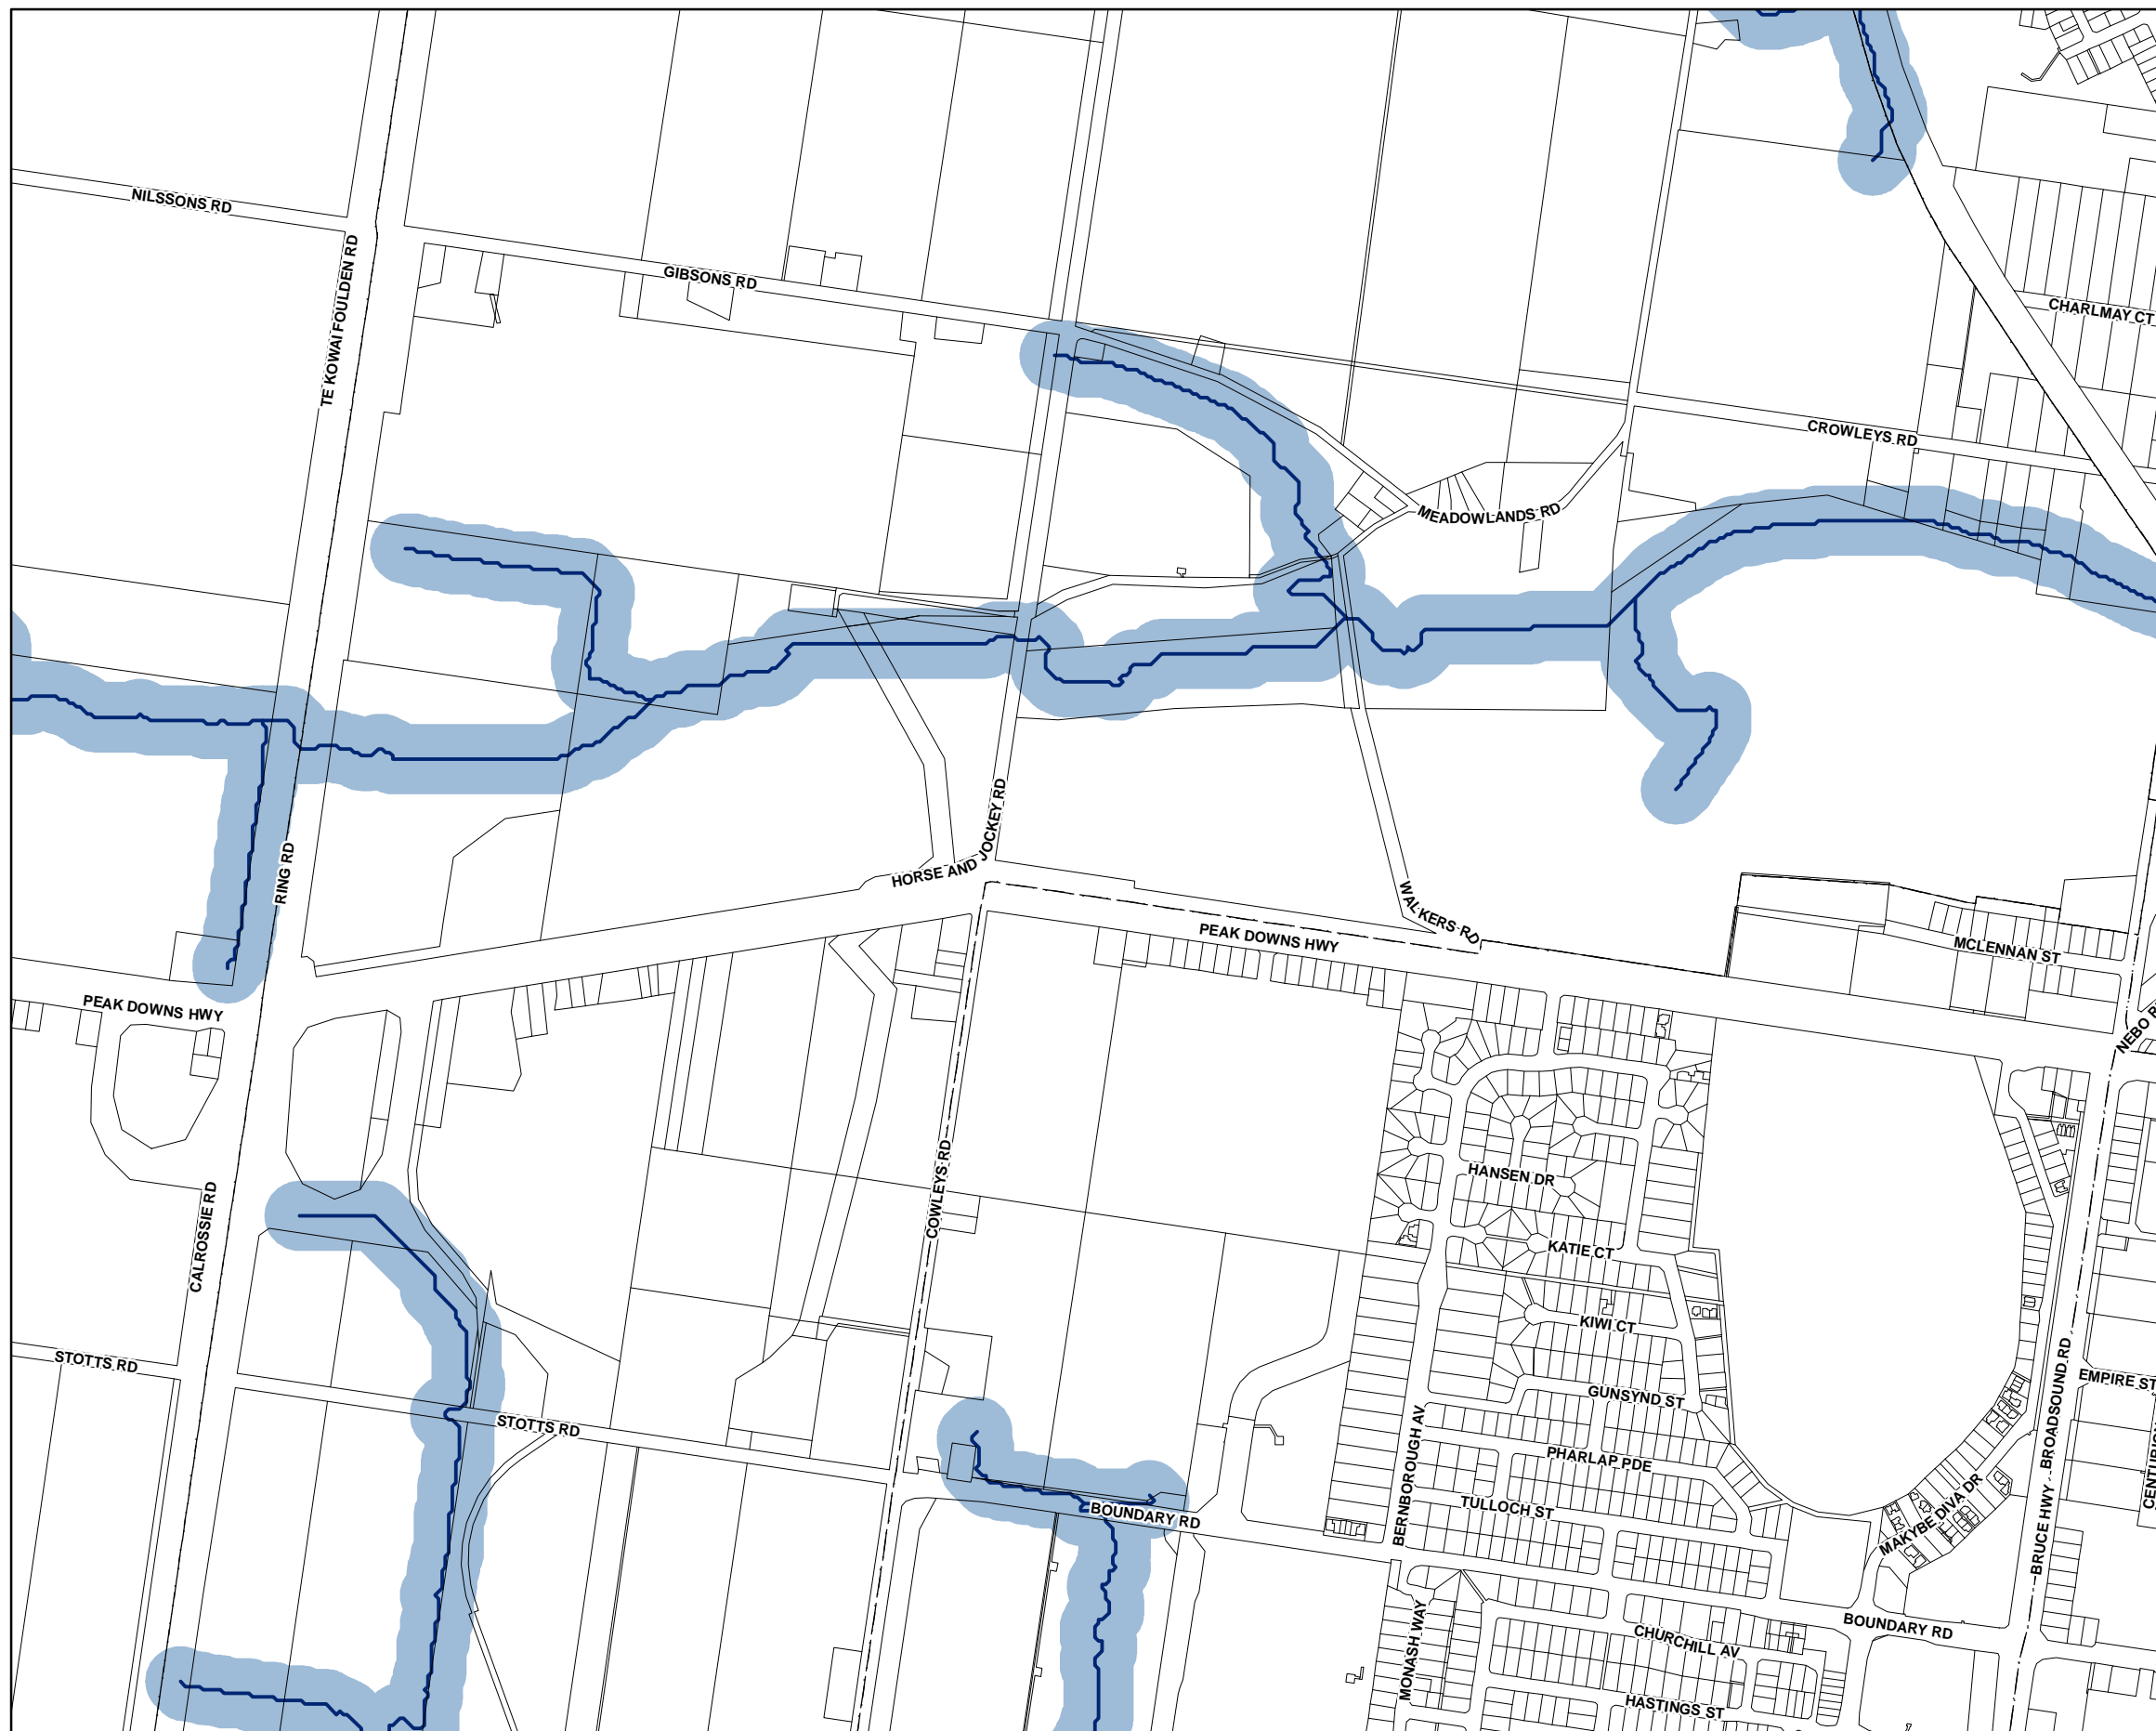 NILSSONS RD
TE KOWAI FOULDEN RD
GIBSONS RD
CHARLMAY CT
CROWLEYS RD
MEADOWLANDS RD
RING RD
HORSE AND JOCKEY RD
WALKERS RD
PEAK DOWNS HWY
MCLENNAN ST
PEAK DOWNS HWY
NEBO R
COWLEYS RD
HANSEN DR
CALROSSIE RD
KATIE CT
KIWI CT
STOTTS RD
EMPIRE ST
GUNSYND ST
STOTTS RD
BERNBOROUGH AV
PHARLAP PDE
BRUCE HWY - BROADSOUND RD
CENTURION
TULLOCH ST
BOUNDARY RD
MAKYBE DIVA DR
MONASH WAY
BOUNDARY RD
CHURCHILL AV
HASTINGS ST